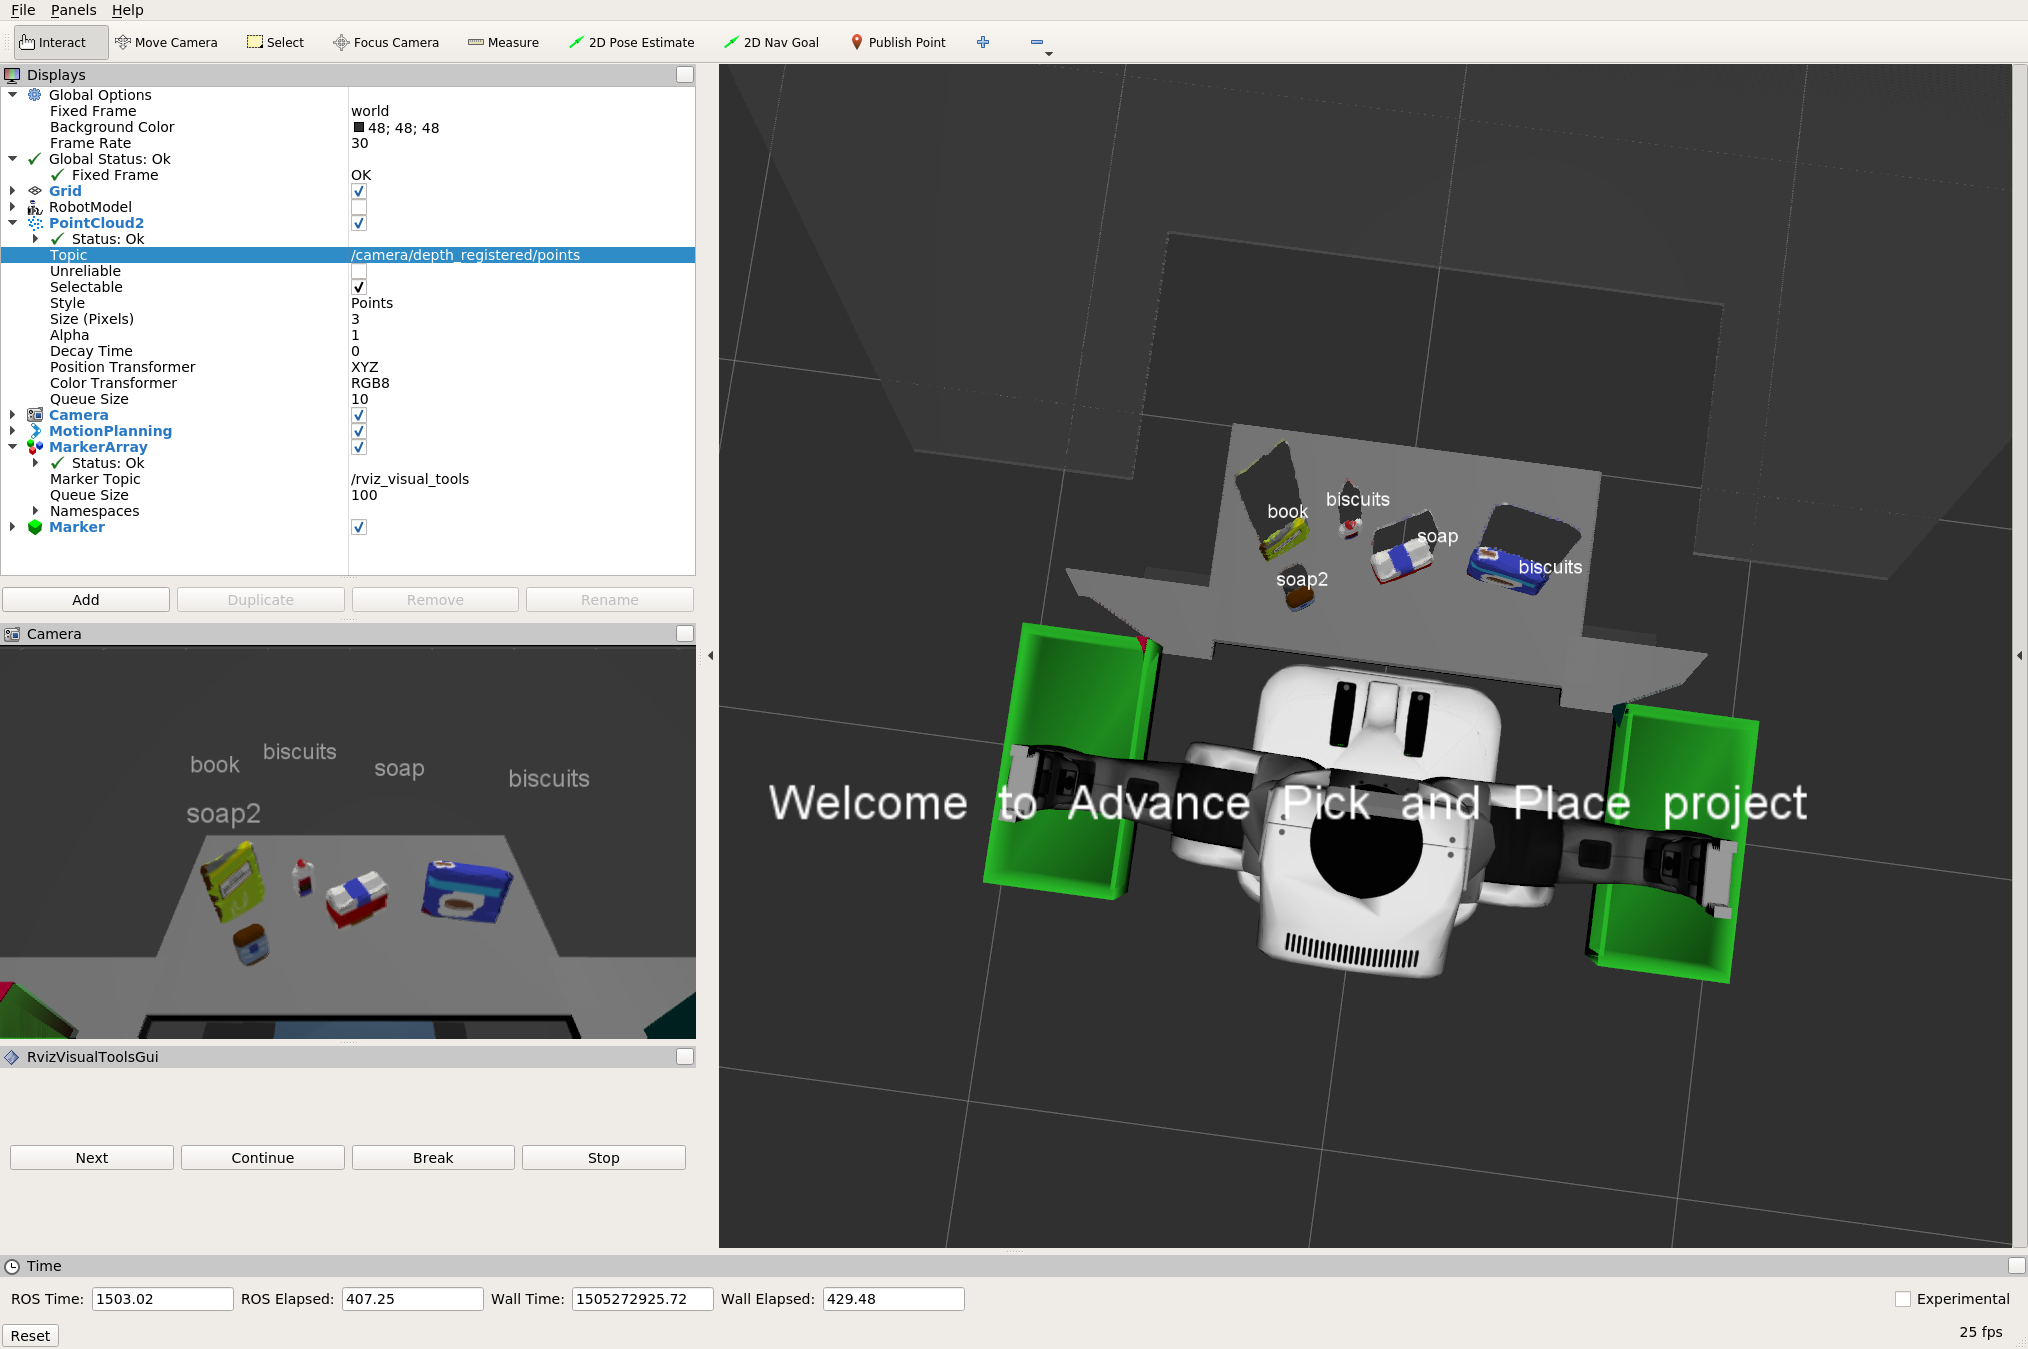 File Panels Help
Interact Move Camera Select Focus Camera Measure 2D Pose Estimate 2D Nav Goal Publish Point
Displays
Global Options
Fixed Frame world
Background Color 48; 48; 48
Frame Rate 30
Global Status: Ok
Fixed Frame OK
Grid
RobotModel
PointCloud2
Status: Ok
Topic /camera/depth_registered/points
Unreliable
Selectable
Style Points
Size (Pixels) 3
Alpha 1
Decay Time 0
Position Transformer XYZ
Color Transformer RGB8
Queue Size 10
Camera
MotionPlanning
MarkerArray
Status: Ok
Marker Topic /rviz_visual_tools
Queue Size 100
Namespaces
Marker
Add Duplicate Remove Rename
Camera
book biscuits soap biscuits
soap2
RvizVisualToolsGui
Next Continue Break Stop
biscuits
book
soap
biscuits
soap2
Welcome to Advance Pick and Place project
Time
ROS Time: 1503.02 ROS Elapsed: 407.25 Wall Time: 1505272925.72 Wall Elapsed: 429.48 Experimental
Reset 25 fps